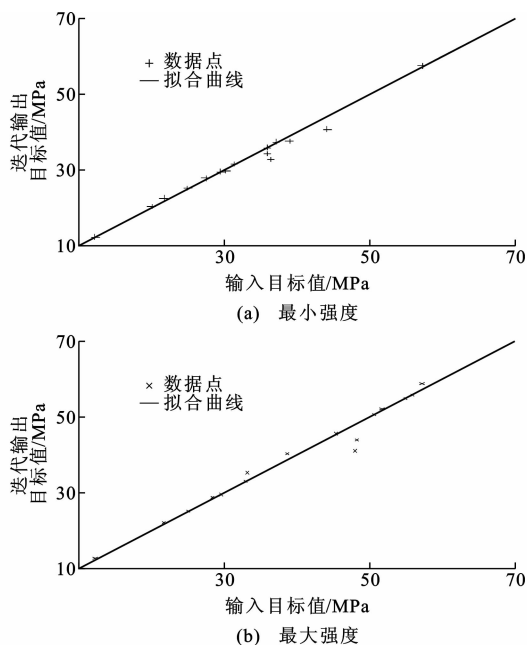 70
50
30
10
迭代输出
目标值/MPa
数据点
拟合曲线
30
50
70
输入目标值/MPa
(a) 最小强度
70
50
30
10
迭代输出
目标值/MPa
数据点
拟合曲线
30
50
70
输入目标值/MPa
(b) 最大强度